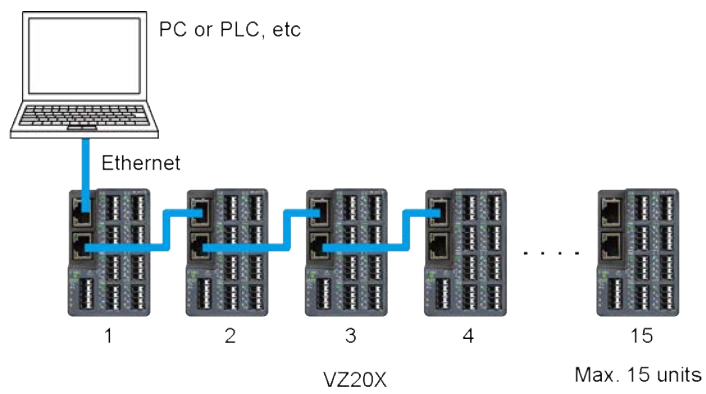 PC or PLC, etc
Ethernet
. . . .
1
2
3
4
15
VZ20X
Max. 15 units